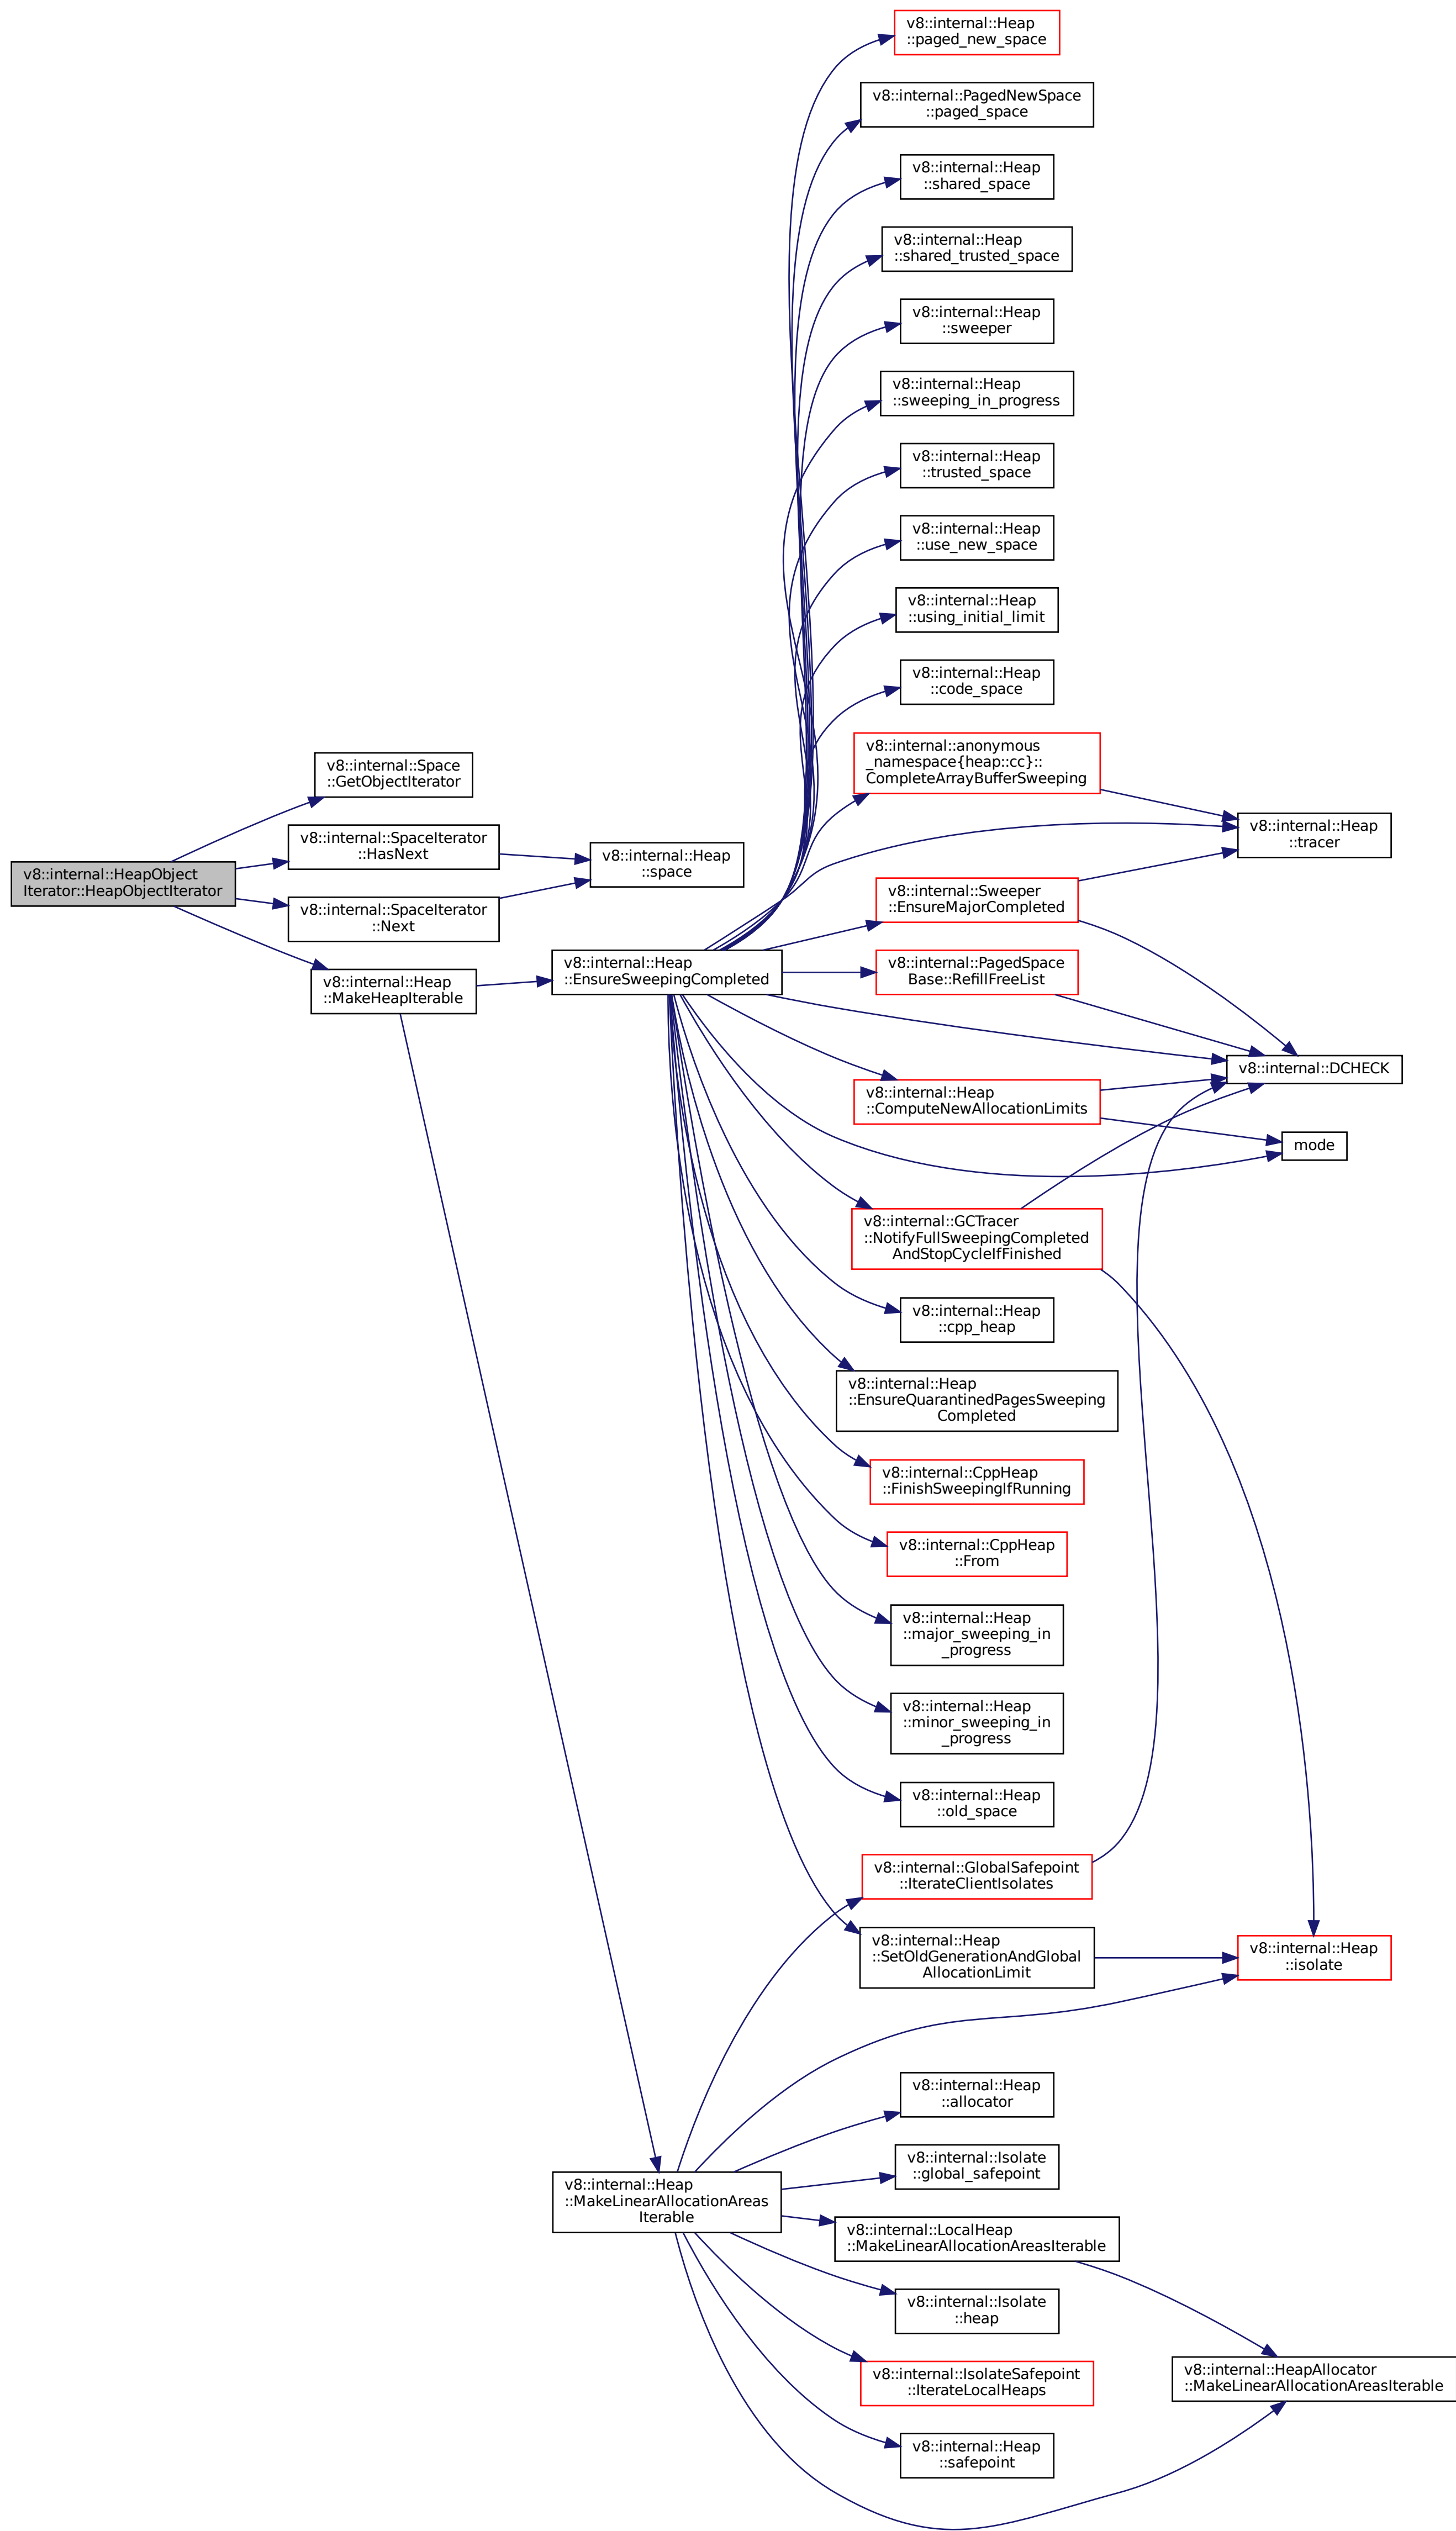 v8::internal::Heap
::paged_new_space
v8::internal::PagedNewSpace
::paged_space
v8::internal::Heap
::shared_space
v8::internal::Heap
::shared_trusted_space
v8::internal::Heap
::sweeper
v8::internal::Heap
::sweeping_in_progress
v8::internal::Heap
::trusted_space
v8::internal::Heap
::use_new_space
v8::internal::Heap
::using_initial_limit
v8::internal::Heap
::code_space
v8::internal::anonymous
_namespace{heap::cc}::
CompleteArrayBufferSweeping
v8::internal::Space
::GetObjectIterator
v8::internal::Heap
::tracer
v8::internal::SpaceIterator
::HasNext
v8::internal::Heap
::space
v8::internal::HeapObject
Iterator::HeapObjectIterator
v8::internal::Sweeper
::EnsureMajorCompleted
v8::internal::SpaceIterator
::Next
v8::internal::Heap
::EnsureSweepingCompleted
v8::internal::PagedSpace
Base::RefillFreeList
v8::internal::Heap
::MakeHeapIterable
v8::internal::DCHECK
v8::internal::Heap
::ComputeNewAllocationLimits
mode
v8::internal::GCTracer
::NotifyFullSweepingCompleted
AndStopCycleIfFinished
v8::internal::Heap
::cpp_heap
v8::internal::Heap
::EnsureQuarantinedPagesSweeping
Completed
v8::internal::CppHeap
::FinishSweepingIfRunning
v8::internal::CppHeap
::From
v8::internal::Heap
::major_sweeping_in
_progress
v8::internal::Heap
::minor_sweeping_in
_progress
v8::internal::Heap
::old_space
v8::internal::GlobalSafepoint
::IterateClientIsolates
v8::internal::Heap
::SetOldGenerationAndGlobal
AllocationLimit
v8::internal::Heap
::isolate
v8::internal::Heap
::allocator
v8::internal::Isolate
::global_safepoint
v8::internal::Heap
::MakeLinearAllocationAreas
Iterable
v8::internal::LocalHeap
::MakeLinearAllocationAreasIterable
v8::internal::Isolate
::heap
v8::internal::HeapAllocator
::MakeLinearAllocationAreasIterable
v8::internal::IsolateSafepoint
::IterateLocalHeaps
v8::internal::Heap
::safepoint